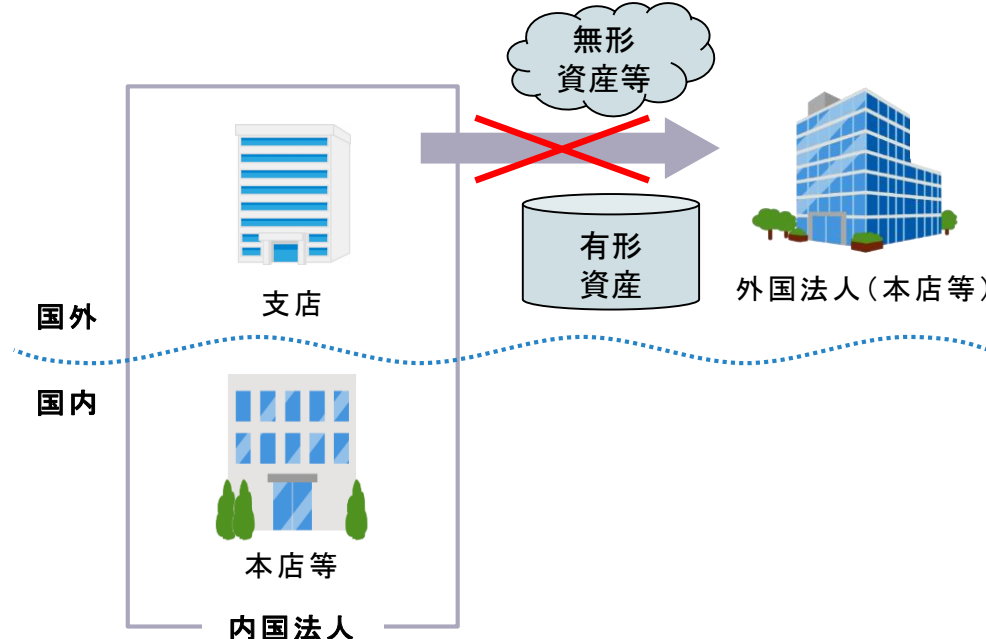 無形
資産等
有形
資産
外国法人（本店等）
支店
国外
国内
本店等
内国法人